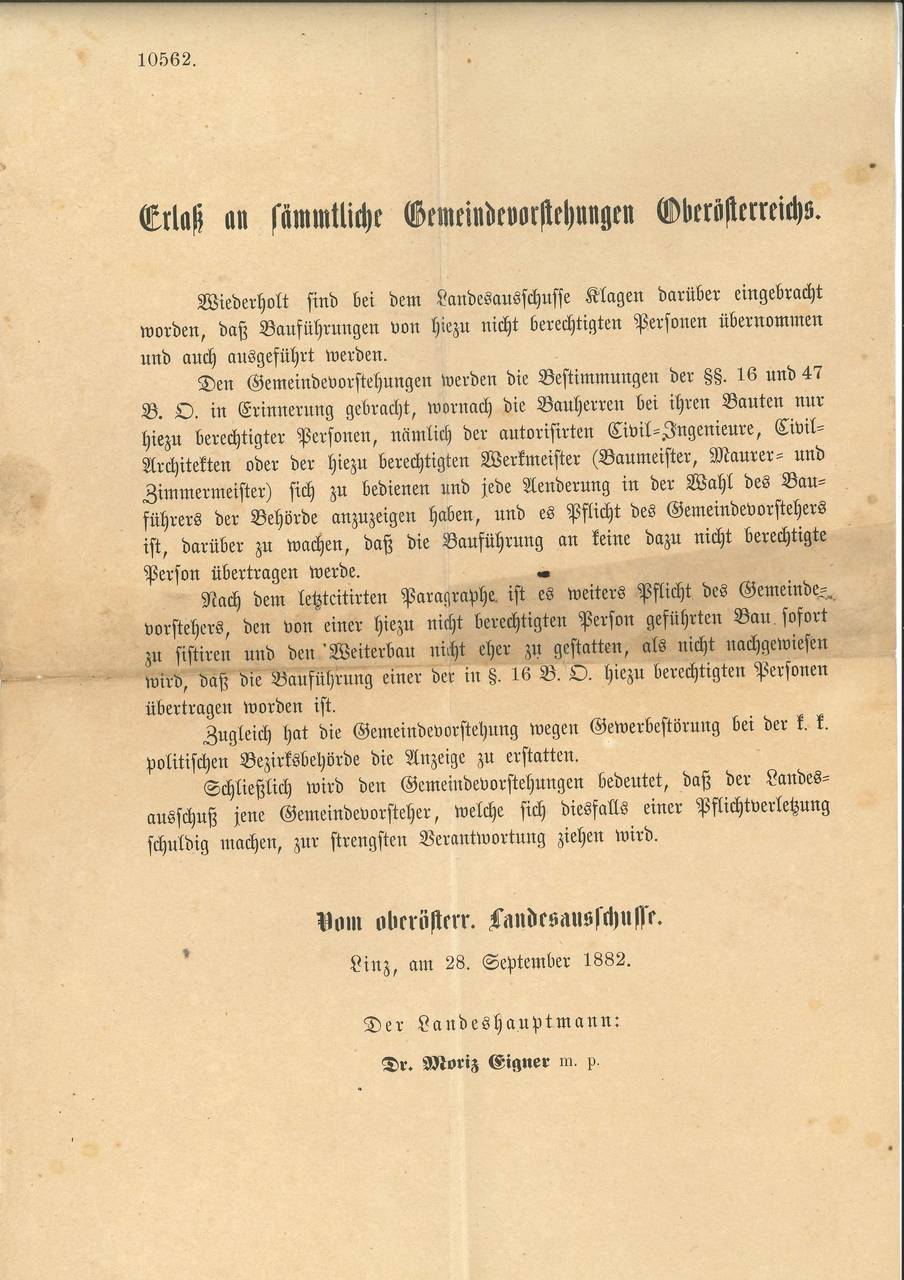 10562.
Erlaß an sämmtliche Gemeindevorstehungen Oberösterreichs.
Wiederholt sind bei dem Landesausschusse Klagen darüber eingebracht
worden, daß Bauführungen von hiezu nicht berechtigten Personen übernommen
und auch ausgeführt werden.
Den Gemeindevorstehungen werden die Bestimmungen der §§. 16 und 47
B. O. in Erinnerung gebracht, wornach die Bauherren bei ihren Bauten nur
hiezu berechtigter Personen, nämlich der autorisirten Civil-Ingenieure, Civil-
Architekten oder der hiezu berechtigten Werkmeister (Baumeister, Maurer- und
Zimmermeister) sich zu bedienen und jede Aenderung in der Wahl des Bau-
führers der Behörde anzuzeigen haben, und es Pflicht des Gemeindevorstehers
ist, darüber zu wachen, daß die Bauführung an keine dazu nicht berechtigte
Person übertragen werde.
Nach dem letztcitirten Paragraphe ist es weiters Pflicht des Gemeinde-
vorstehers, den von einer hiezu nicht berechtigten Person geführten Bau sofort
zu sistiren und den Weiterbau nicht eher zu gestatten, als nicht nachgewiesen
wird, daß die Bauführung einer der in §. 16 B. O. hiezu berechtigten Personen
übertragen worden ist.
Zugleich hat die Gemeindevorstehung wegen Gewerbestörung bei der k. k.
politischen Bezirksbehörde die Anzeige zu erstatten.
Schließlich wird den Gemeindevorstehungen bedeutet, daß der Landes-
ausschuß jene Gemeindevorsteher, welche sich diesfalls einer Pflichtverletzung
schuldig machen, zur strengsten Verantwortung ziehen wird.
Vom oberösterr. Landesausschusse.
Linz, am 28. September 1882.
Der Landeshauptmann:
Dr. Moriz Eigner m. p.